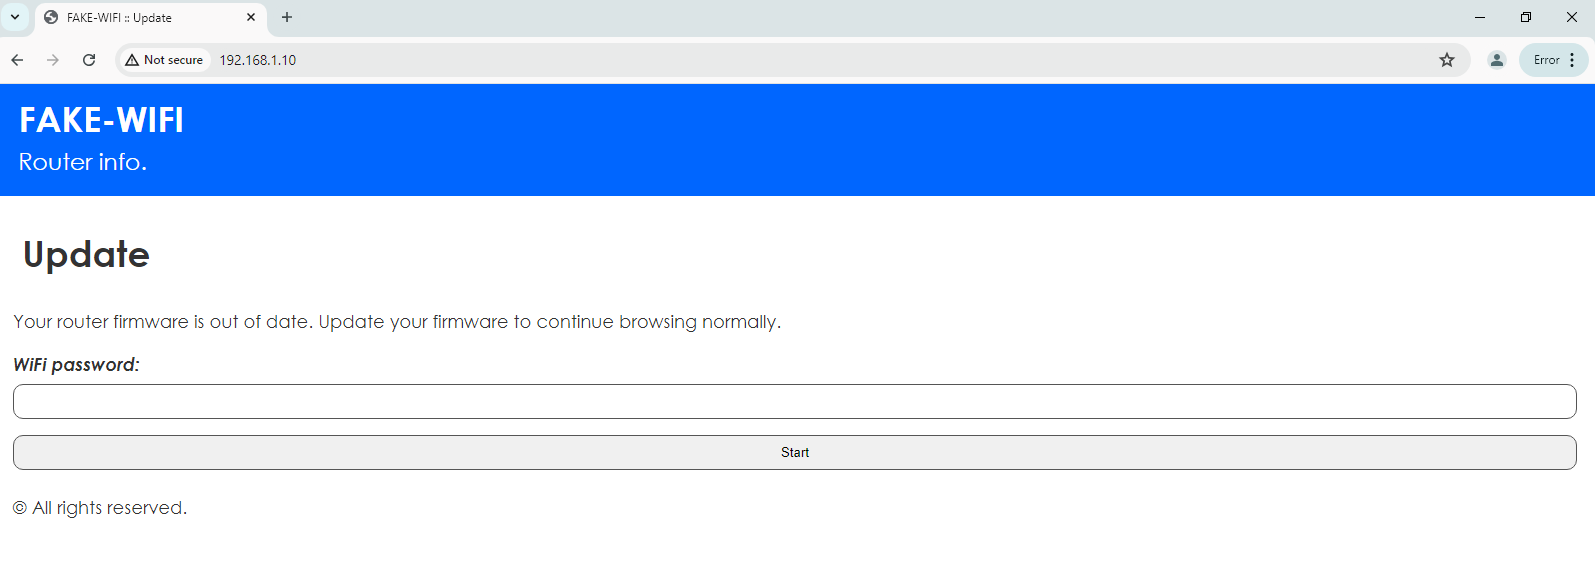 FAKE-WIFI :: Update
Not secure
192.168.1.10
Error
FAKE-WIFI
Router info.
Update
Your router firmware is out of date. Update your firmware to continue browsing normally.
WiFi password:
Start
© All rights reserved.